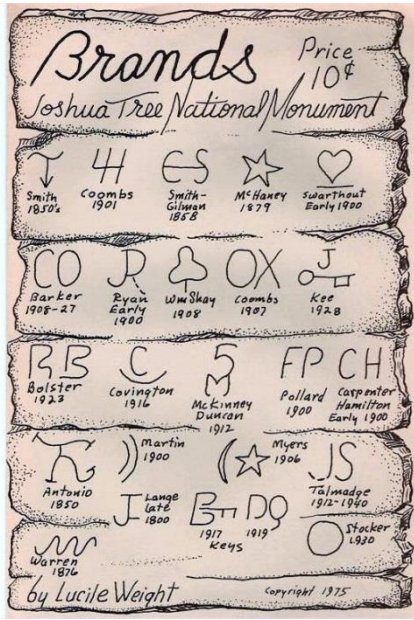 Brands
Price
10¢
Joshua Tree National Monument
Smith
1850's
Coombs
1901
Smith-
Gilman
1858
McHaney
1879
Swarthout
Early 1900
CO
Barker
1908-27
JR
Ryan
Early
1900
Wm Shay
1908
OX
Coombs
1907
J
Kee
1928
RB
Bolster
1923
C
Covington
1916
5
M
McKinney
Duncan
1912
FP
Pollard
1900
CH
Carpenter
Hamilton
Early 1900
Antonio
1850
Martin
1900
Myers
1906
JS
Talmadge
1912-1940
J
Lange
Late
1800
1917
DQ
1919
Keys
Stocker
1930
Warren
1876
by Lucile Weight
Copyright 1975